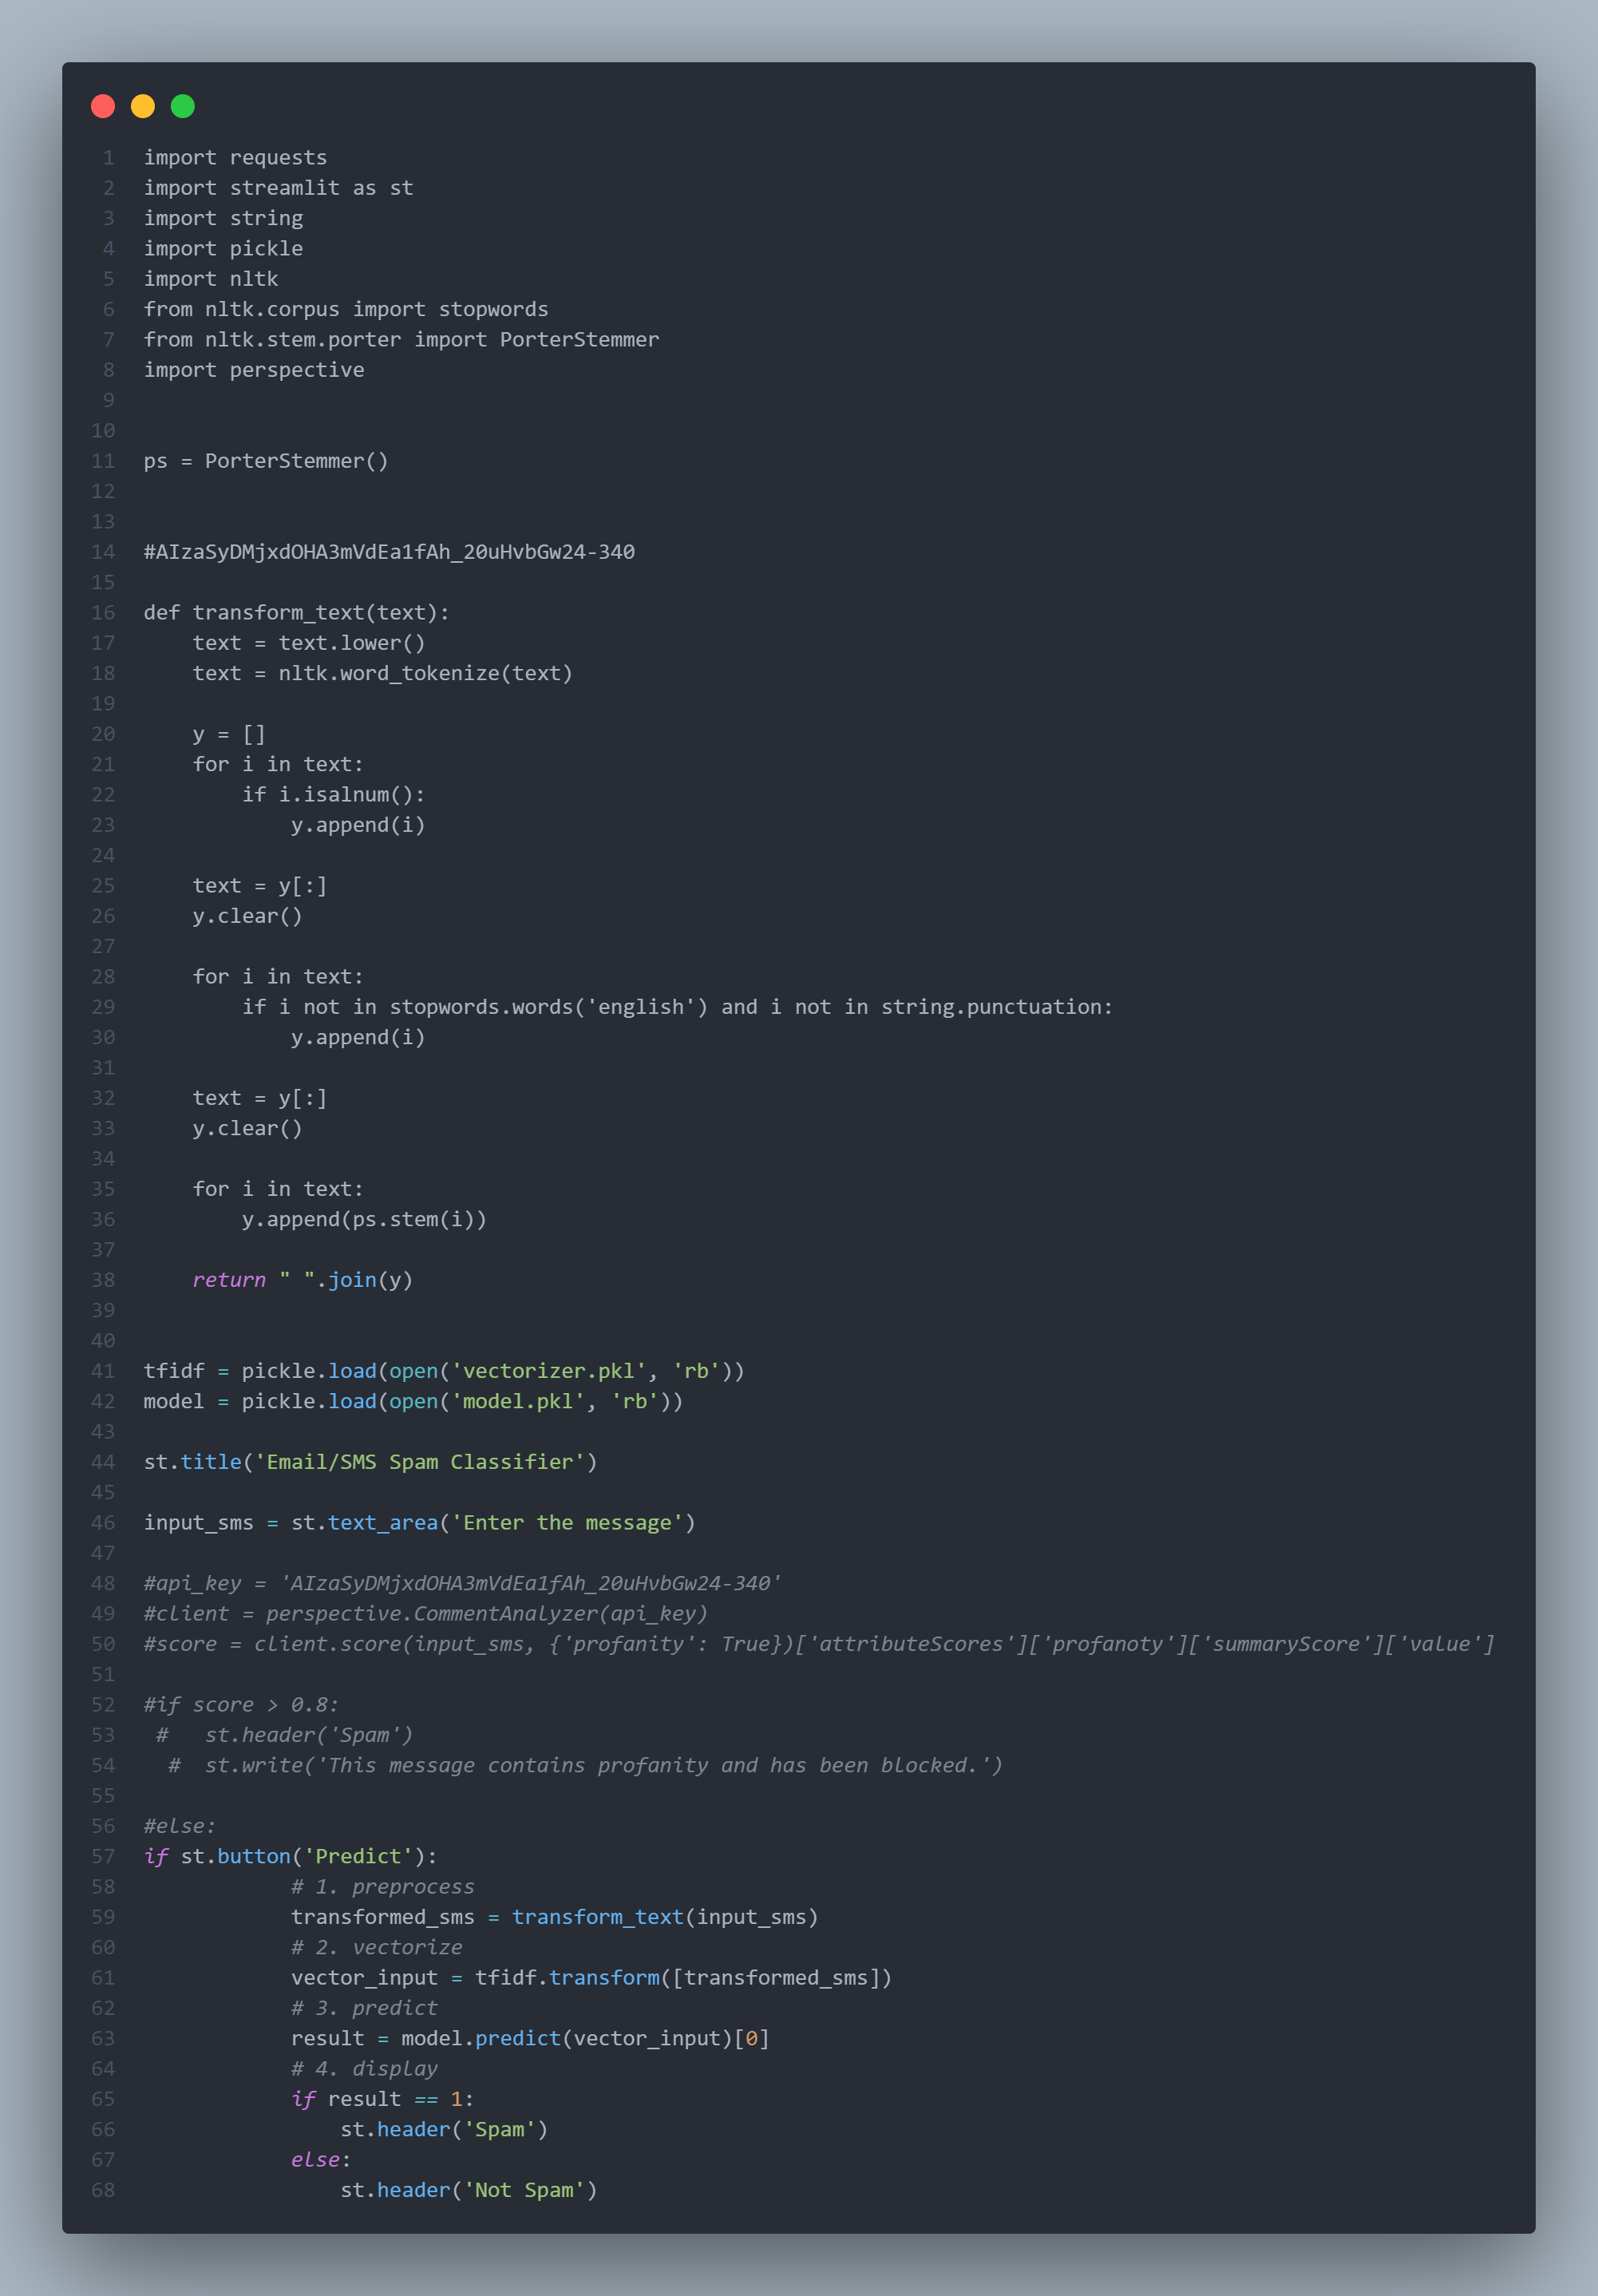 1 import requests
2 import streamlit as st
3 import string
4 import pickle
5 import nltk
6 from nltk.corpus import stopwords
7 from nltk.stem.porter import PorterStemmer
8 import perspective
9
10
11 ps = PorterStemmer()
12
13
14 #AIzaSyDMjxdOHA3mVdEa1fAh_20uHvbGw24-340
15
16 def transform_text(text):
17     text = text.lower()
18     text = nltk.word_tokenize(text)
19
20     y = []
21     for i in text:
22         if i.isalnum():
23             y.append(i)
24
25     text = y[:]
26     y.clear()
27
28     for i in text:
29         if i not in stopwords.words('english') and i not in string.punctuation:
30             y.append(i)
31
32     text = y[:]
33     y.clear()
34
35     for i in text:
36         y.append(ps.stem(i))
37
38     return " ".join(y)
39
40
41 tfidf = pickle.load(open('vectorizer.pkl', 'rb'))
42 model = pickle.load(open('model.pkl', 'rb'))
43
44 st.title('Email/SMS Spam Classifier')
45
46 input_sms = st.text_area('Enter the message')
47
48 #api_key = 'AIzaSyDMjxdOHA3mVdEa1fAh_20uHvbGw24-340'
49 #client = perspective.CommentAnalyzer(api_key)
50 #score = client.score(input_sms, {'profanity': True})['attributeScores']['profanoty']['summaryScore']['value']
51
52 #if score > 0.8:
53  #   st.header('Spam')
54   #  st.write('This message contains profanity and has been blocked.')
55
56 #else:
57 if st.button('Predict'):
58             # 1. preprocess
59             transformed_sms = transform_text(input_sms)
60             # 2. vectorize
61             vector_input = tfidf.transform([transformed_sms])
62             # 3. predict
63             result = model.predict(vector_input)[0]
64             # 4. display
65             if result == 1:
66                 st.header('Spam')
67             else:
68                 st.header('Not Spam')